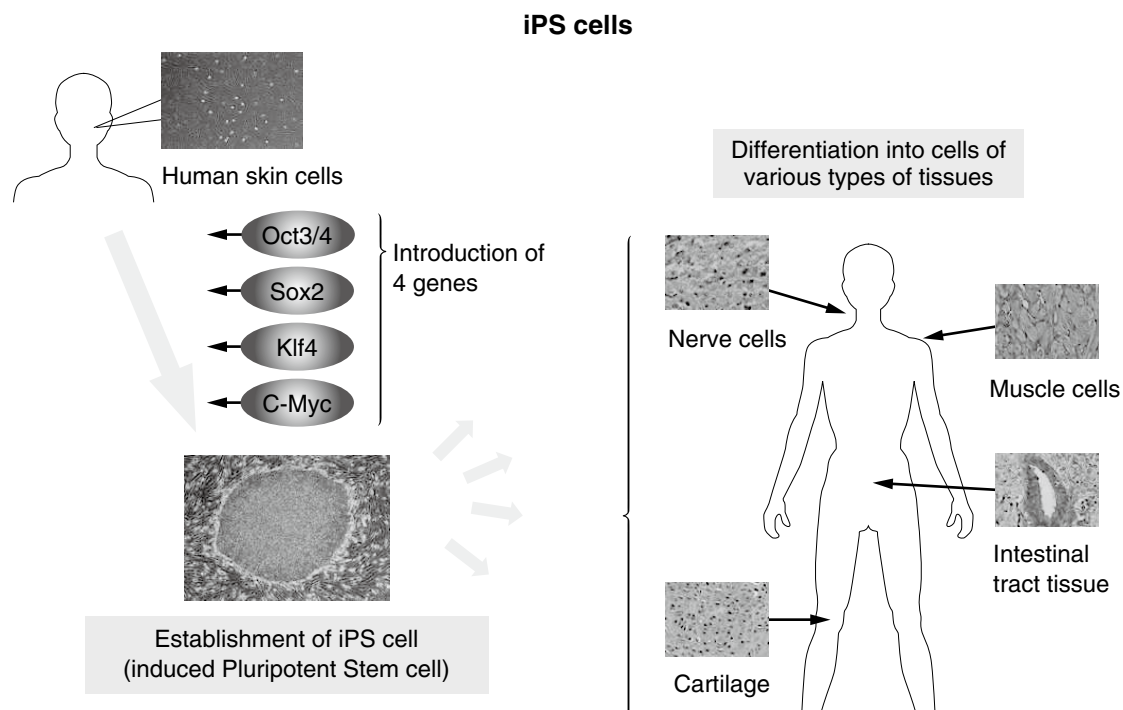 iPS cells
Human skin cells
Oct3/4
Sox2
Klf4
C-Myc
Introduction of
4 genes
Establishment of iPS cell
(induced Pluripotent Stem cell)
Differentiation into cells of
various types of tissues
Nerve cells
Muscle cells
Intestinal
tract tissue
Cartilage